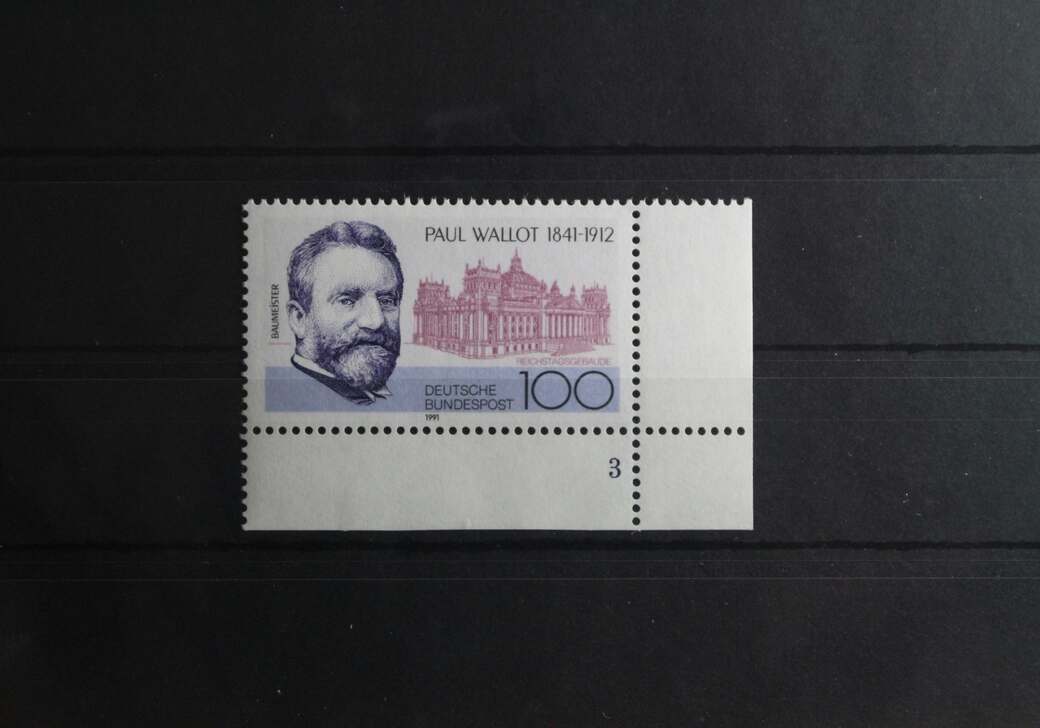 PAUL WALLOT 1841-1912
BAUMEISTER
REICHSTAGSGEBÄUDE
DEUTSCHE
BUNDESPOST 100
1991
3